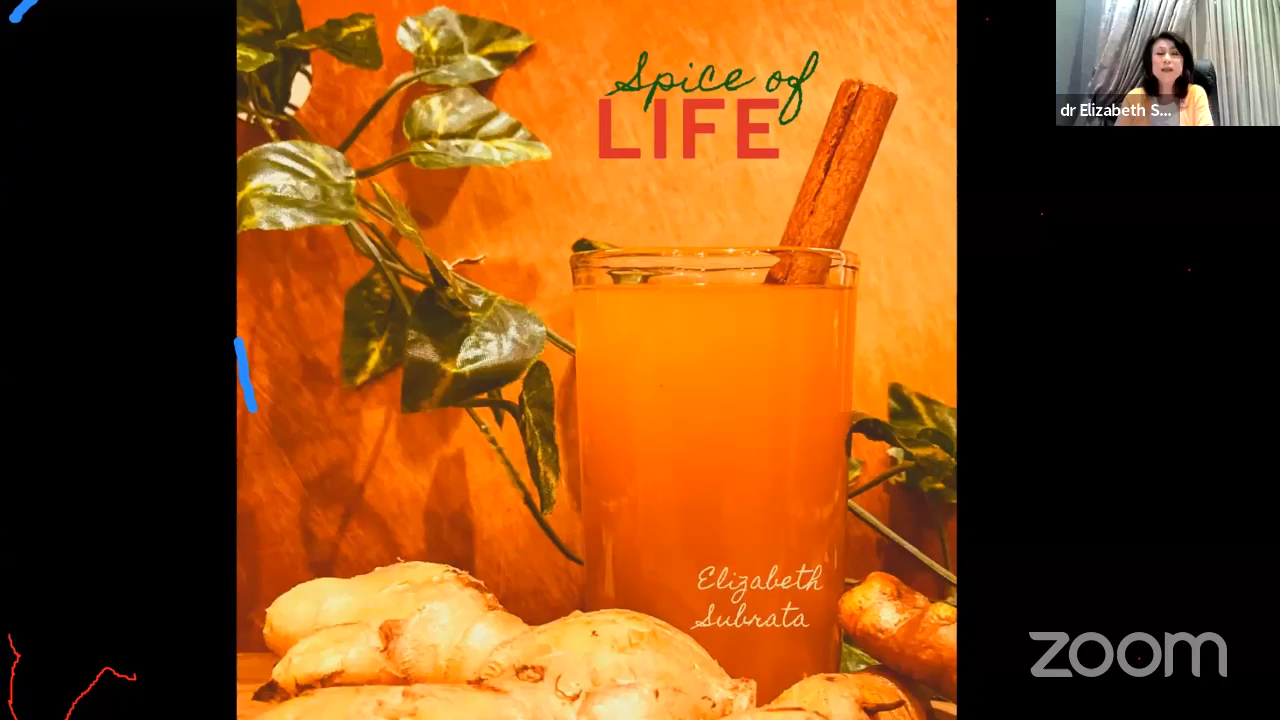 Spice of
LIFE
dr Elizabeth S...
Elizabeth
Subrata
zoom